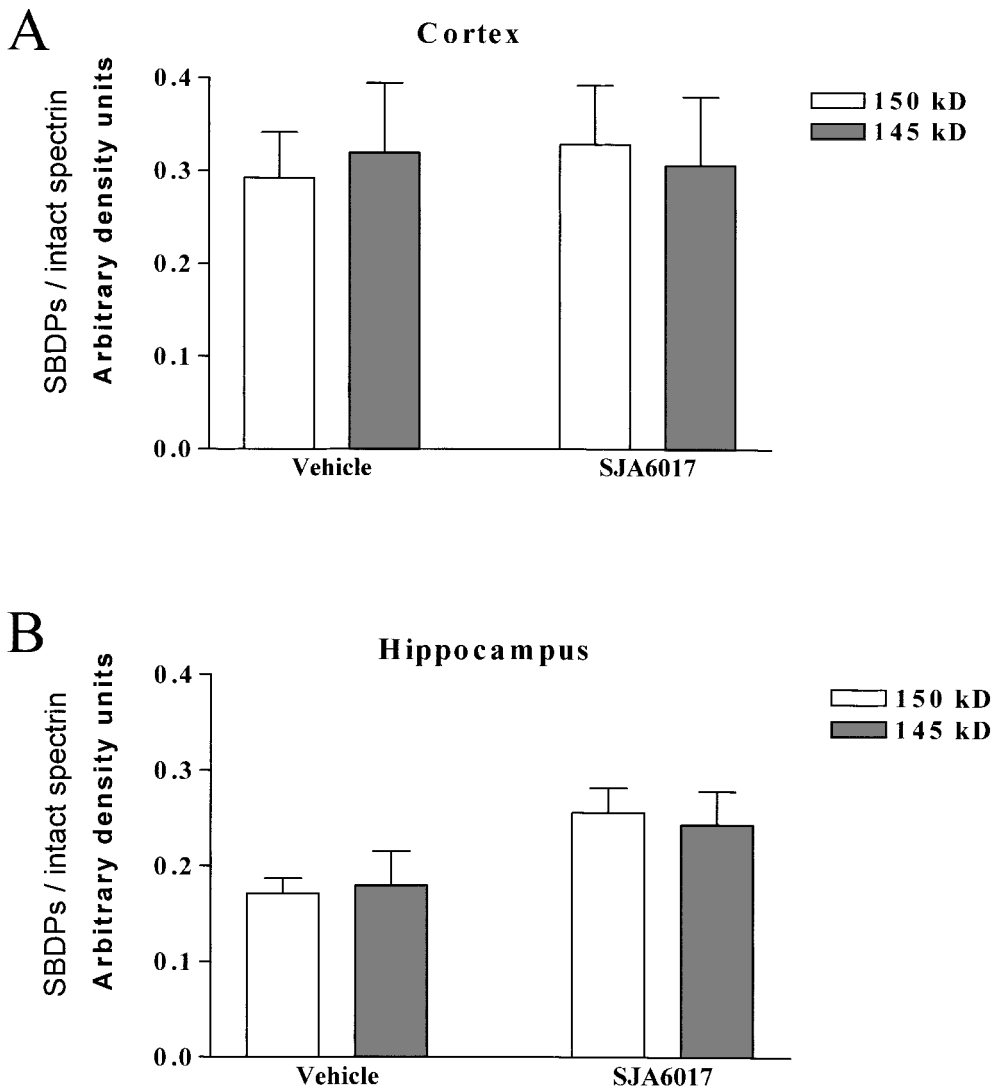 A
Cortex
SBDPs / intact spectrin
Arbitrary density units
0.4
0.3
0.2
0.1
0.0
150 kD
145 kD
Vehicle
SJA6017
B
Hippocampus
SBDPs / intact spectrin
Arbitrary density units
0.4
0.3
0.2
0.1
0.0
150 kD
145 kD
Vehicle
SJA6017